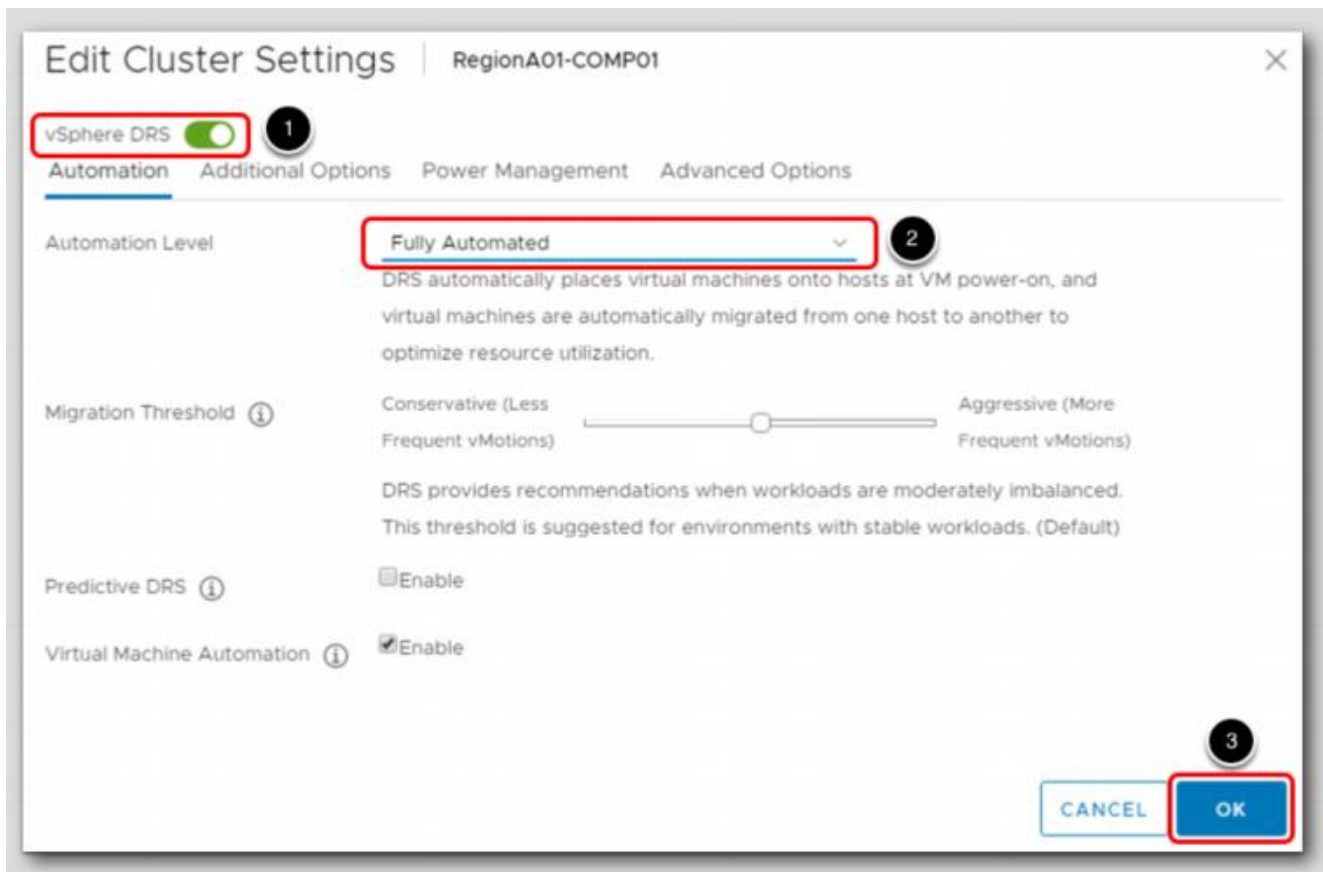 Edit Cluster Settings RegionA01-COMP01
vSphere DRS 1
Automation Additional Options Power Management Advanced Options
Automation Level Fully Automated 2
DRS automatically places virtual machines onto hosts at VM power-on, and
virtual machines are automatically migrated from one host to another to
optimize resource utilization.
Migration Threshold Conservative (Less Aggressive (More
Frequent vMotions) Frequent vMotions)
DRS provides recommendations when workloads are moderately imbalanced.
This threshold is suggested for environments with stable workloads. (Default)
Predictive DRS Enable
Virtual Machine Automation Enable
3
CANCEL OK